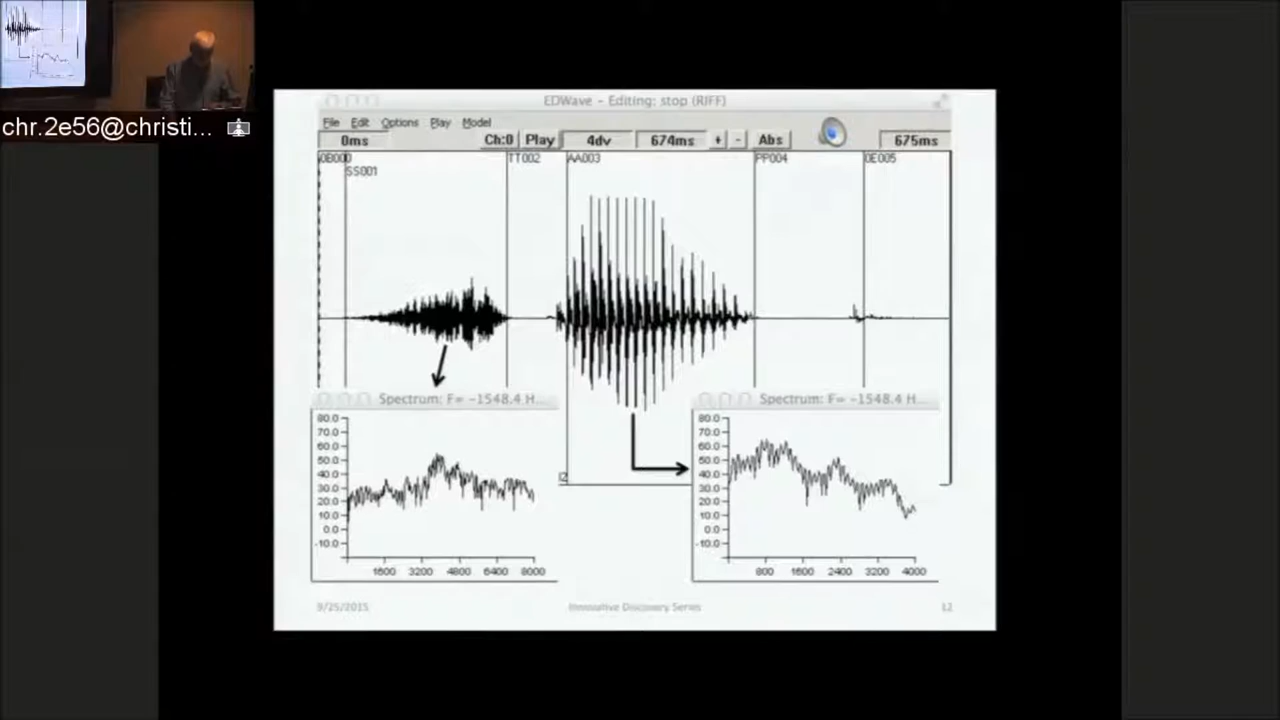 chr.2e56@christi...
EDWave - Editing: stop (RIFF)
File Edit Options Play Model
0ms Ch:0 Play 4dv 674ms + - Abs 675ms
0B000 TT002 AA003 PP004 0E005
SS001
Spectrum: F= -1548.4 H... Spectrum: F= -1548.4 H...
80.0 80.0
70.0 70.0
60.0 60.0
50.0 50.0
40.0 40.0
30.0 30.0
20.0 20.0
10.0 10.0
0.0 0.0
-10.0 -10.0
1600 3200 4800 6400 8000 800 1600 2400 3200 4000
9/25/2015 Innovative Discovery Series 12